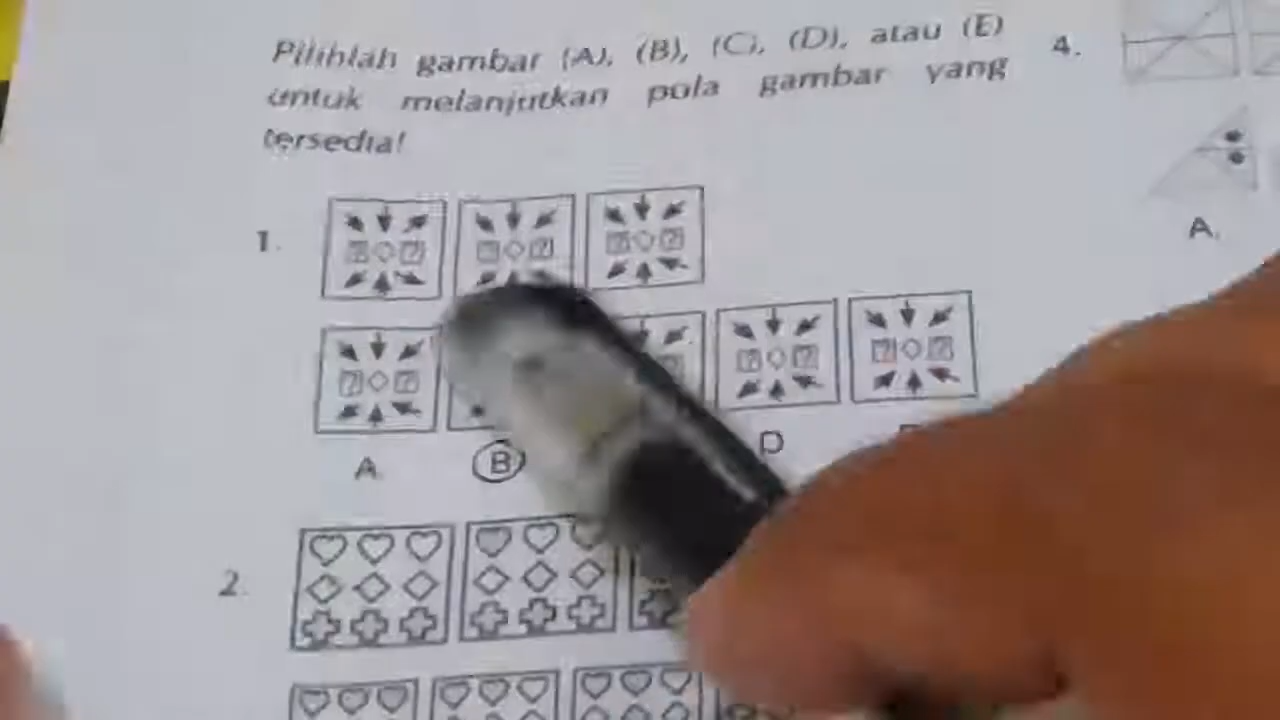 Pilihlah gambar (A), (B), (C), (D), atau (E)
untuk melanjutkan pola gambar yang
tersedia!
1.
A.
B
D
2.
4.
A.